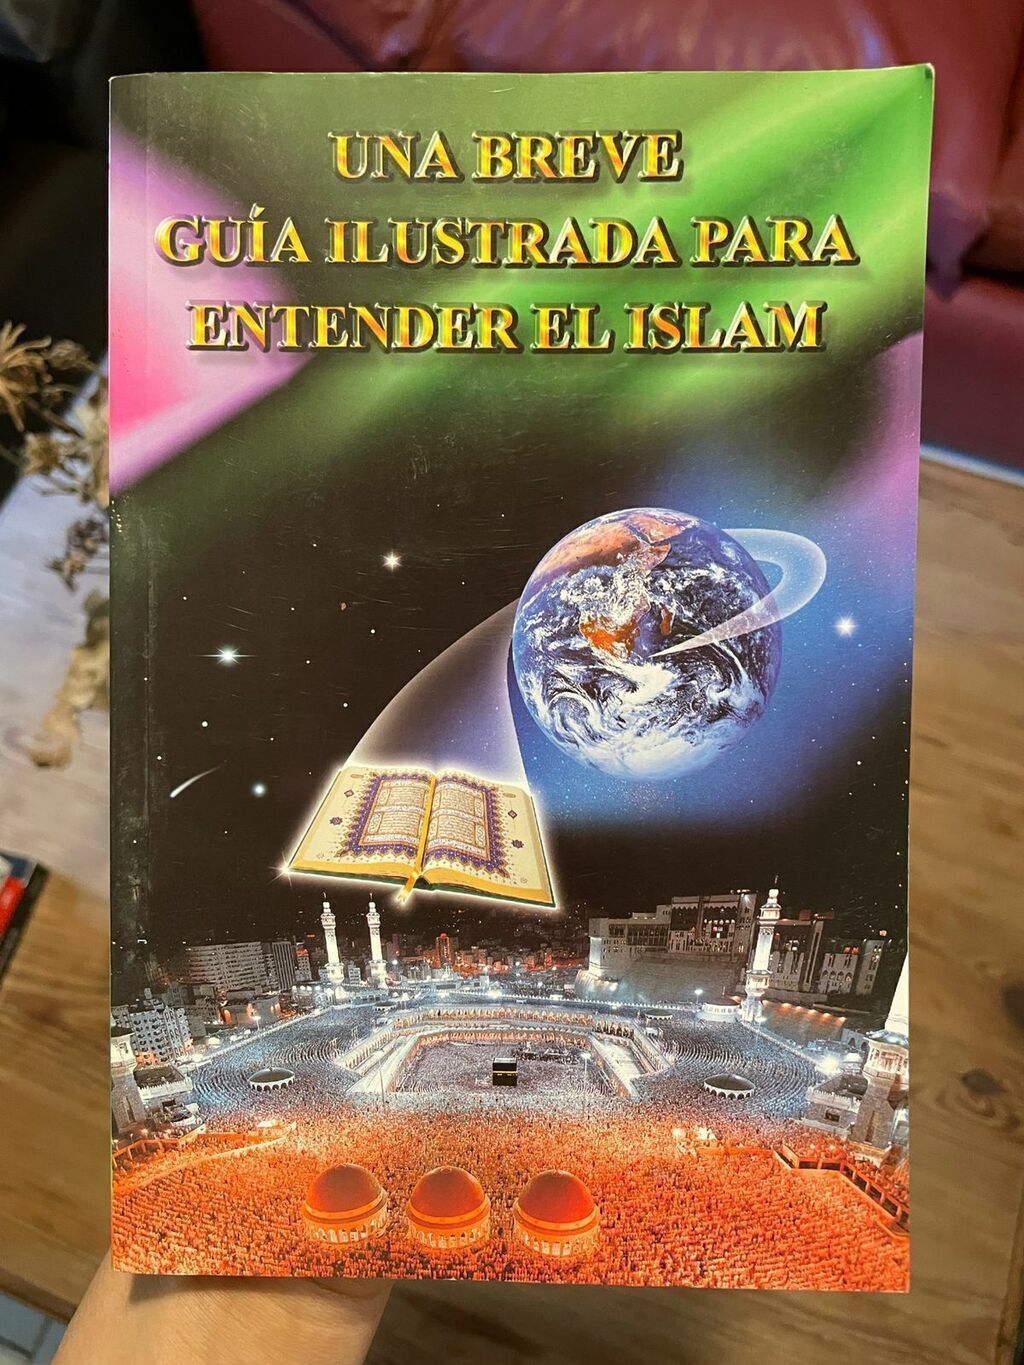 UNA BREVE
GUÍA ILUSTRADA PARA
ENTENDER EL ISLAM